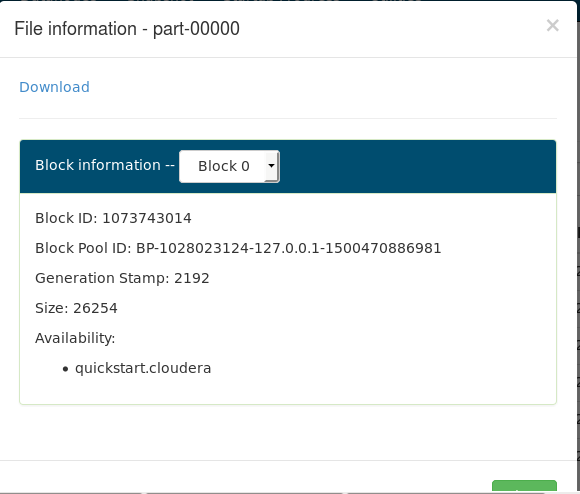 File information - part-00000
×
Download
Block information -- Block 0
Block ID: 1073743014
Block Pool ID: BP-1028023124-127.0.0.1-1500470886981
Generation Stamp: 2192
Size: 26254
Availability:
• quickstart.cloudera